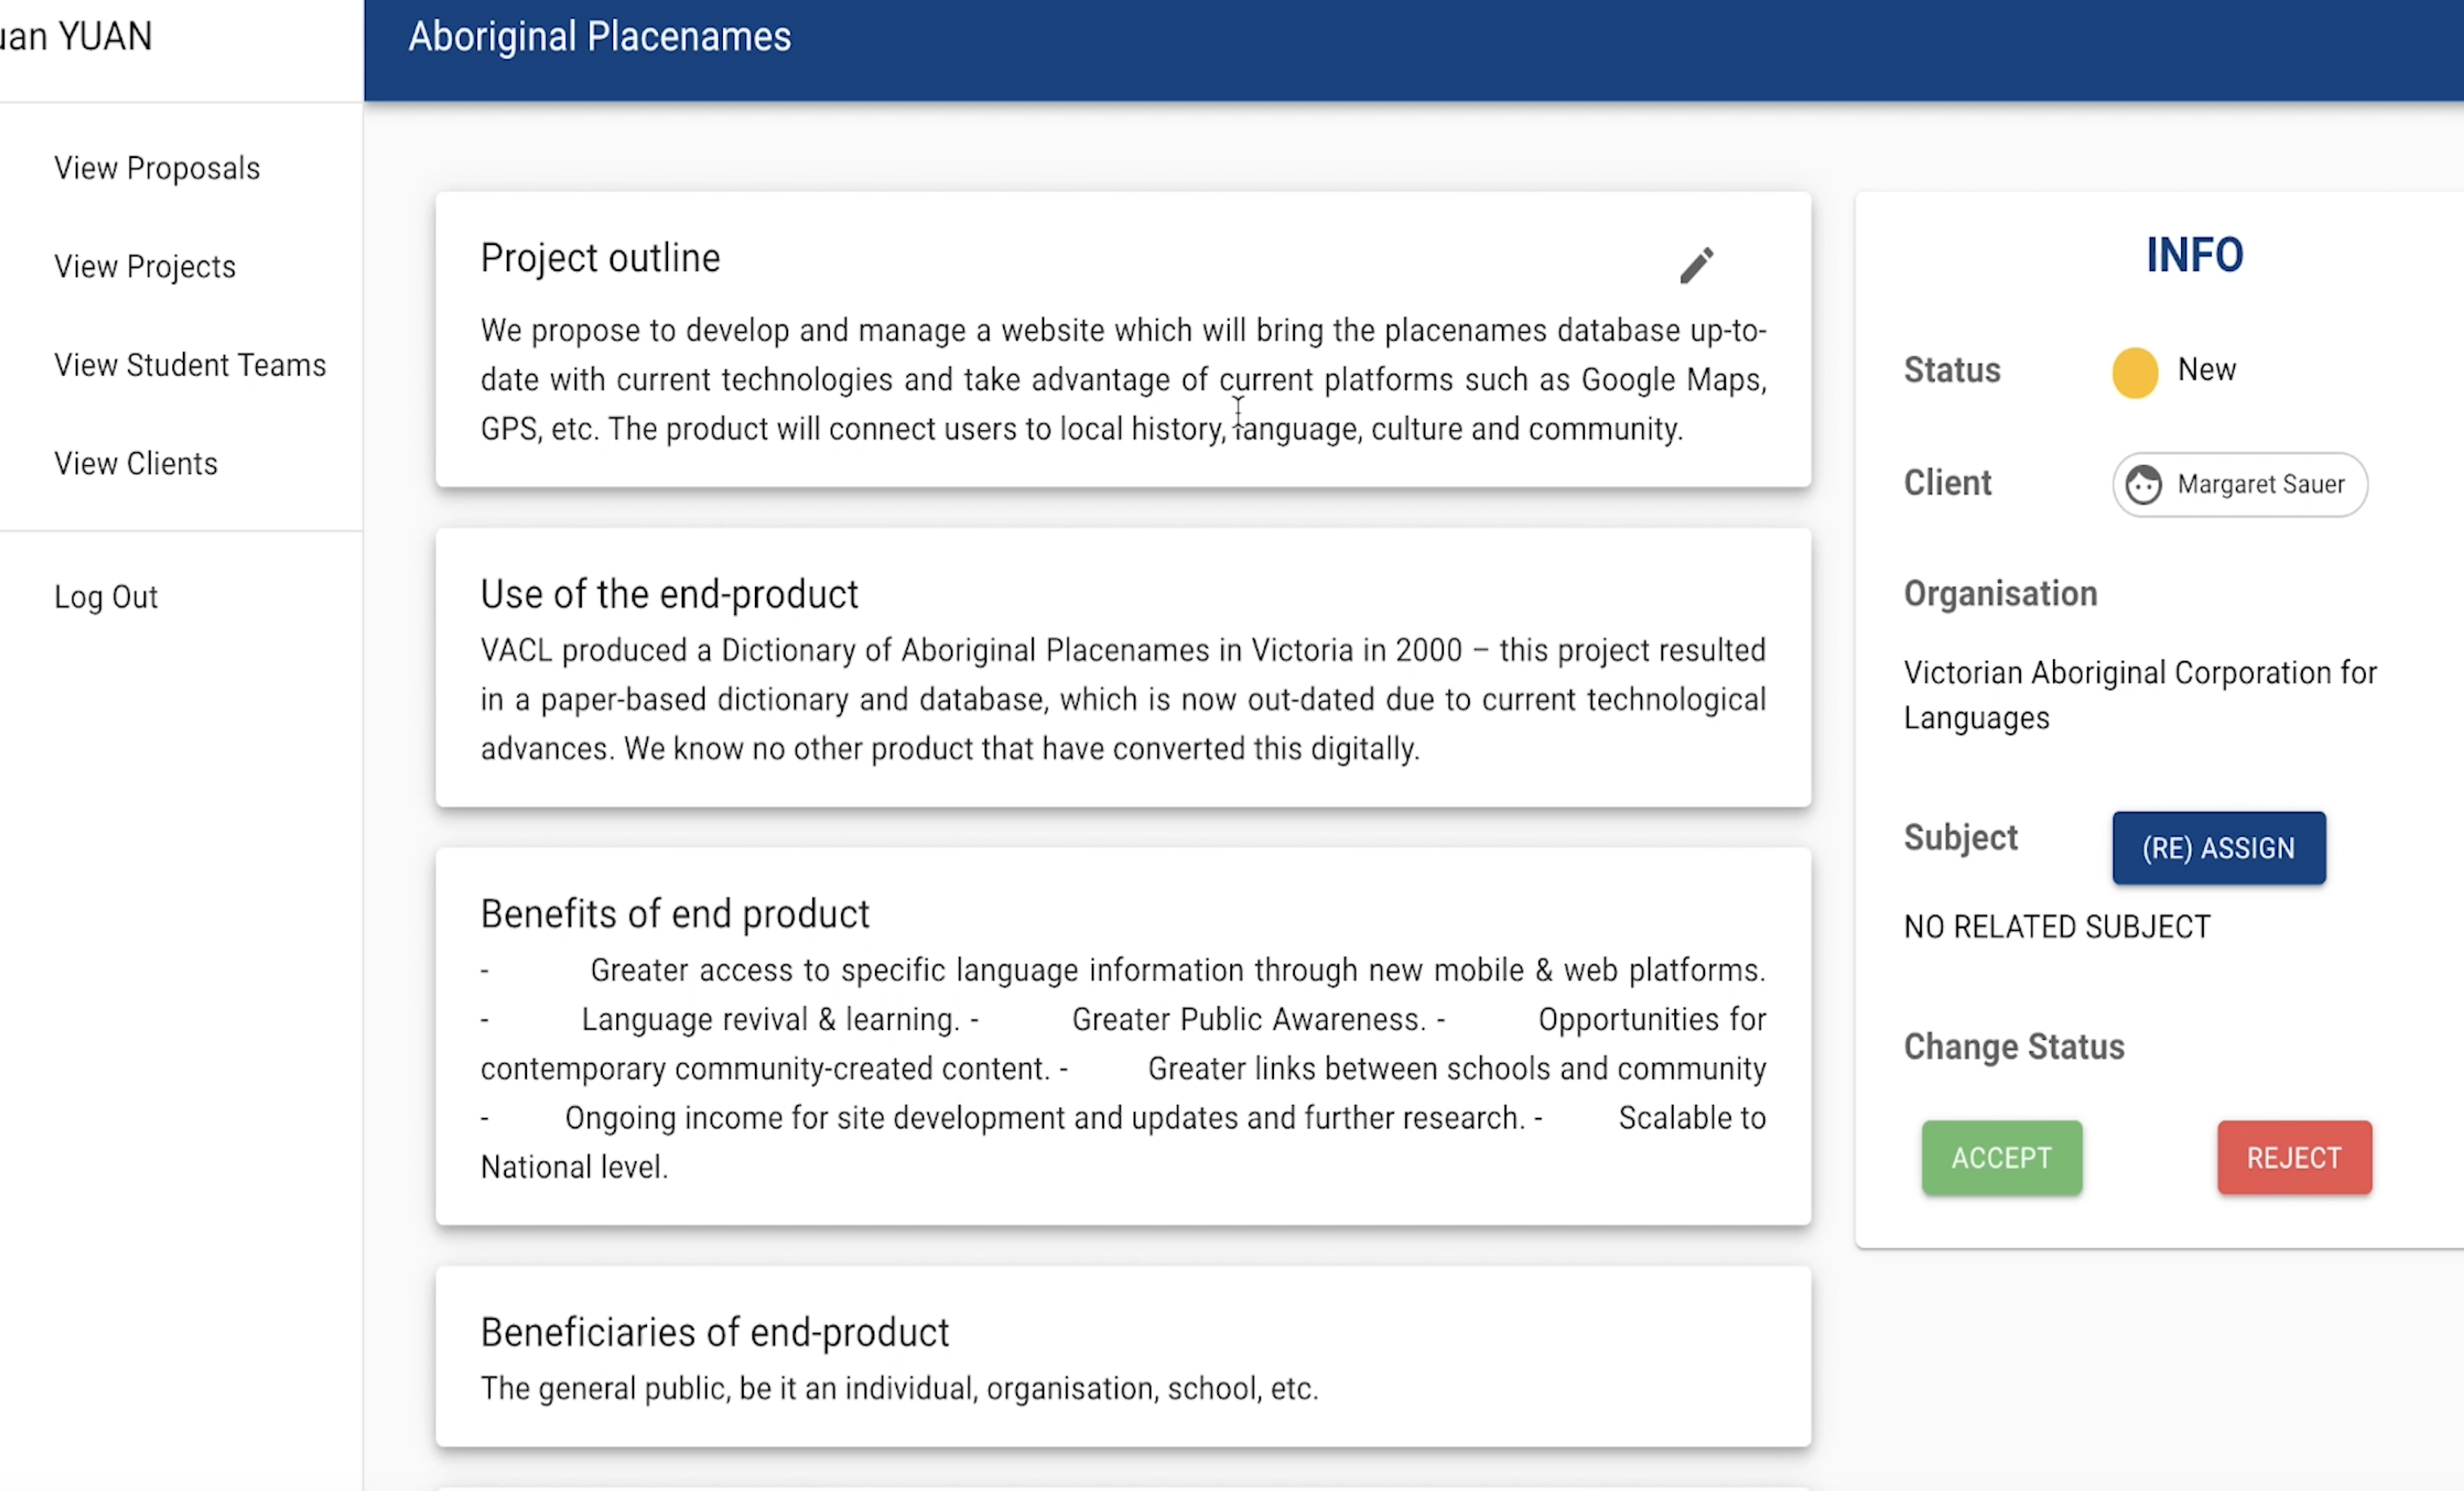 YUAN
Aboriginal Placenames
View Proposals
View Projects
View Student Teams
View Clients
Log Out
Project outline
We propose to develop and manage a website which will bring the placenames database up-to-
date with current technologies and take advantage of current platforms such as Google Maps,
GPS, etc. The product will connect users to local history, language, culture and community.
Use of the end-product
VACL produced a Dictionary of Aboriginal Placenames in Victoria in 2000 – this project resulted
in a paper-based dictionary and database, which is now out-dated due to current technological
advances. We know no other product that have converted this digitally.
Benefits of end product
- Greater access to specific language information through new mobile & web platforms.
- Language revival & learning. - Greater Public Awareness. - Opportunities for
contemporary community-created content. - Greater links between schools and community
- Ongoing income for site development and updates and further research. - Scalable to
National level.
Beneficiaries of end-product
The general public, be it an individual, organisation, school, etc.
INFO
Status New
Client Margaret Sauer
Organisation
Victorian Aboriginal Corporation for
Languages
Subject (RE) ASSIGN
NO RELATED SUBJECT
Change Status
ACCEPT REJECT